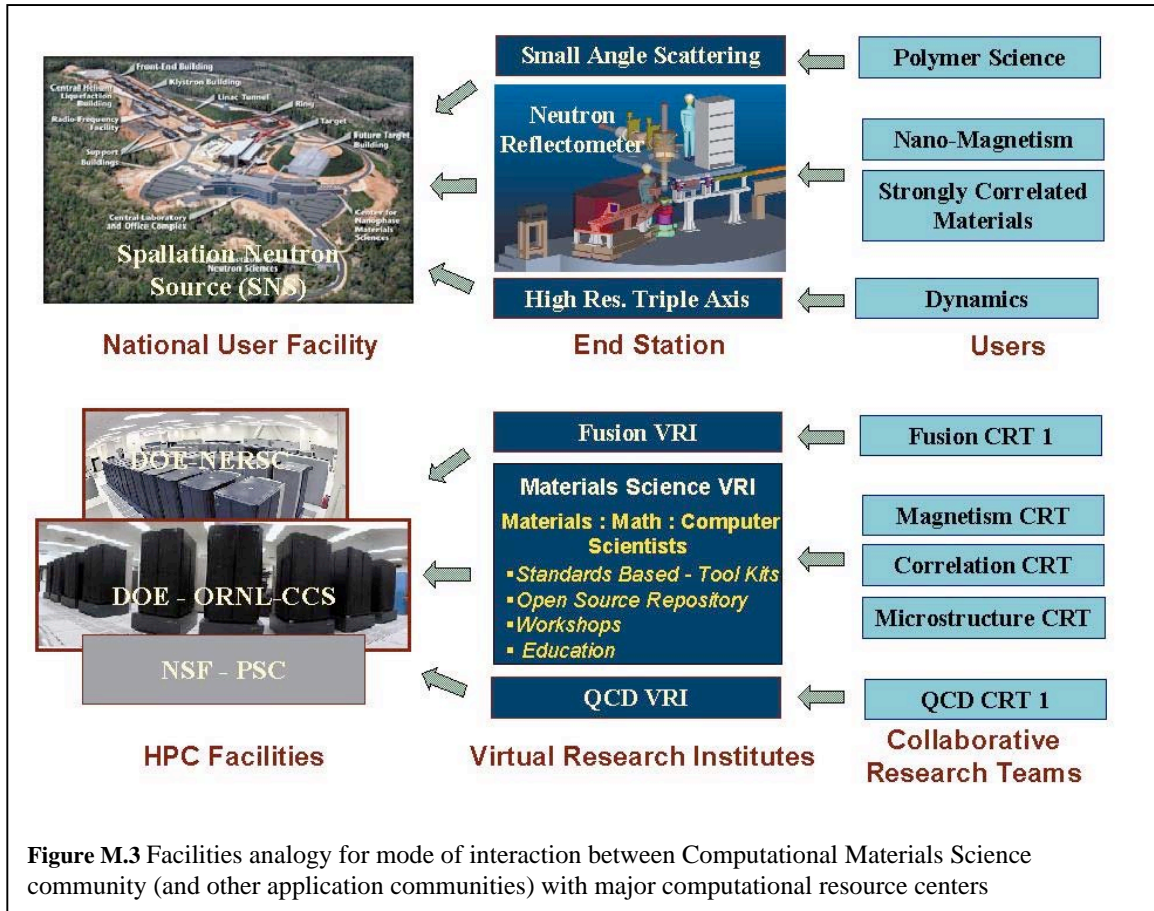 Front-End Building
Central Helium
Liquefaction
Building
Klystron Building
Linac Tunnel
Radio-Frequency
Facility
Ring
Target
Future Target
Building
Support
Buildings
Central Laboratory
and Office Complex
Center for
Nanophase
Materials
Sciences
Neutron Sciences
Spallation Neutron
Source (SNS)
National User Facility
Small Angle Scattering
Neutron
Reflectometer
High Res. Triple Axis
End Station
Polymer Science
Nano-Magnetism
Strongly Correlated
Materials
Dynamics
Users
DOE-NERSC
DOE - ORNL-CCS
NSF - PSC
HPC Facilities
Fusion VRI
Materials Science VRI
Materials : Math : Computer
Scientists
▪Standards Based - Tool Kits
▪Open Source Repository
▪Workshops
▪ Education
QCD VRI
Virtual Research Institutes
Fusion CRT 1
Magnetism CRT
Correlation CRT
Microstructure CRT
QCD CRT 1
Collaborative
Research Teams
Figure M.3 Facilities analogy for mode of interaction between Computational Materials Science
community (and other application communities) with major computational resource centers